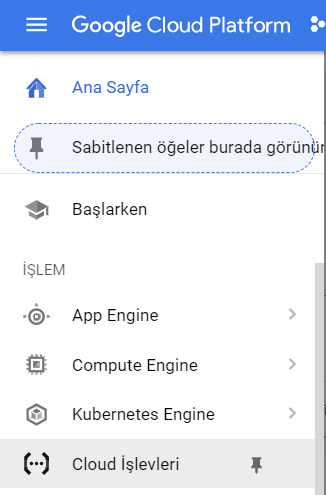 Google Cloud Platform
Ana Sayfa
Sabitlenen öğeler burada görünür
Başlarken
İŞLEM
App Engine
Compute Engine
Kubernetes Engine
Cloud İşlevleri